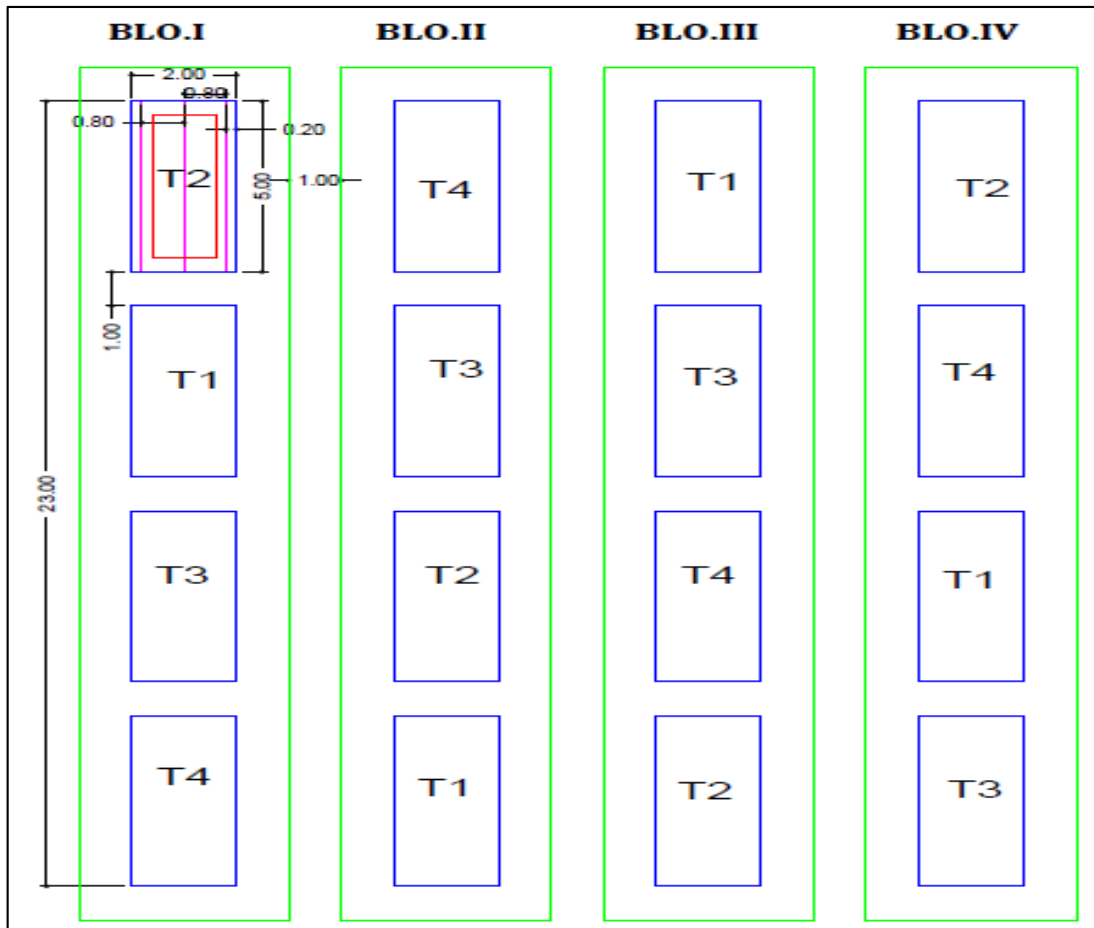 BLO.I BLO.II BLO.III BLO.IV
2.00
0.80
0.80 0.20
T2 5.00 1.00 T4 T1 T2
1.00
T1 T3 T3 T4
23.00
T3 T2 T4 T1
T4 T1 T2 T3